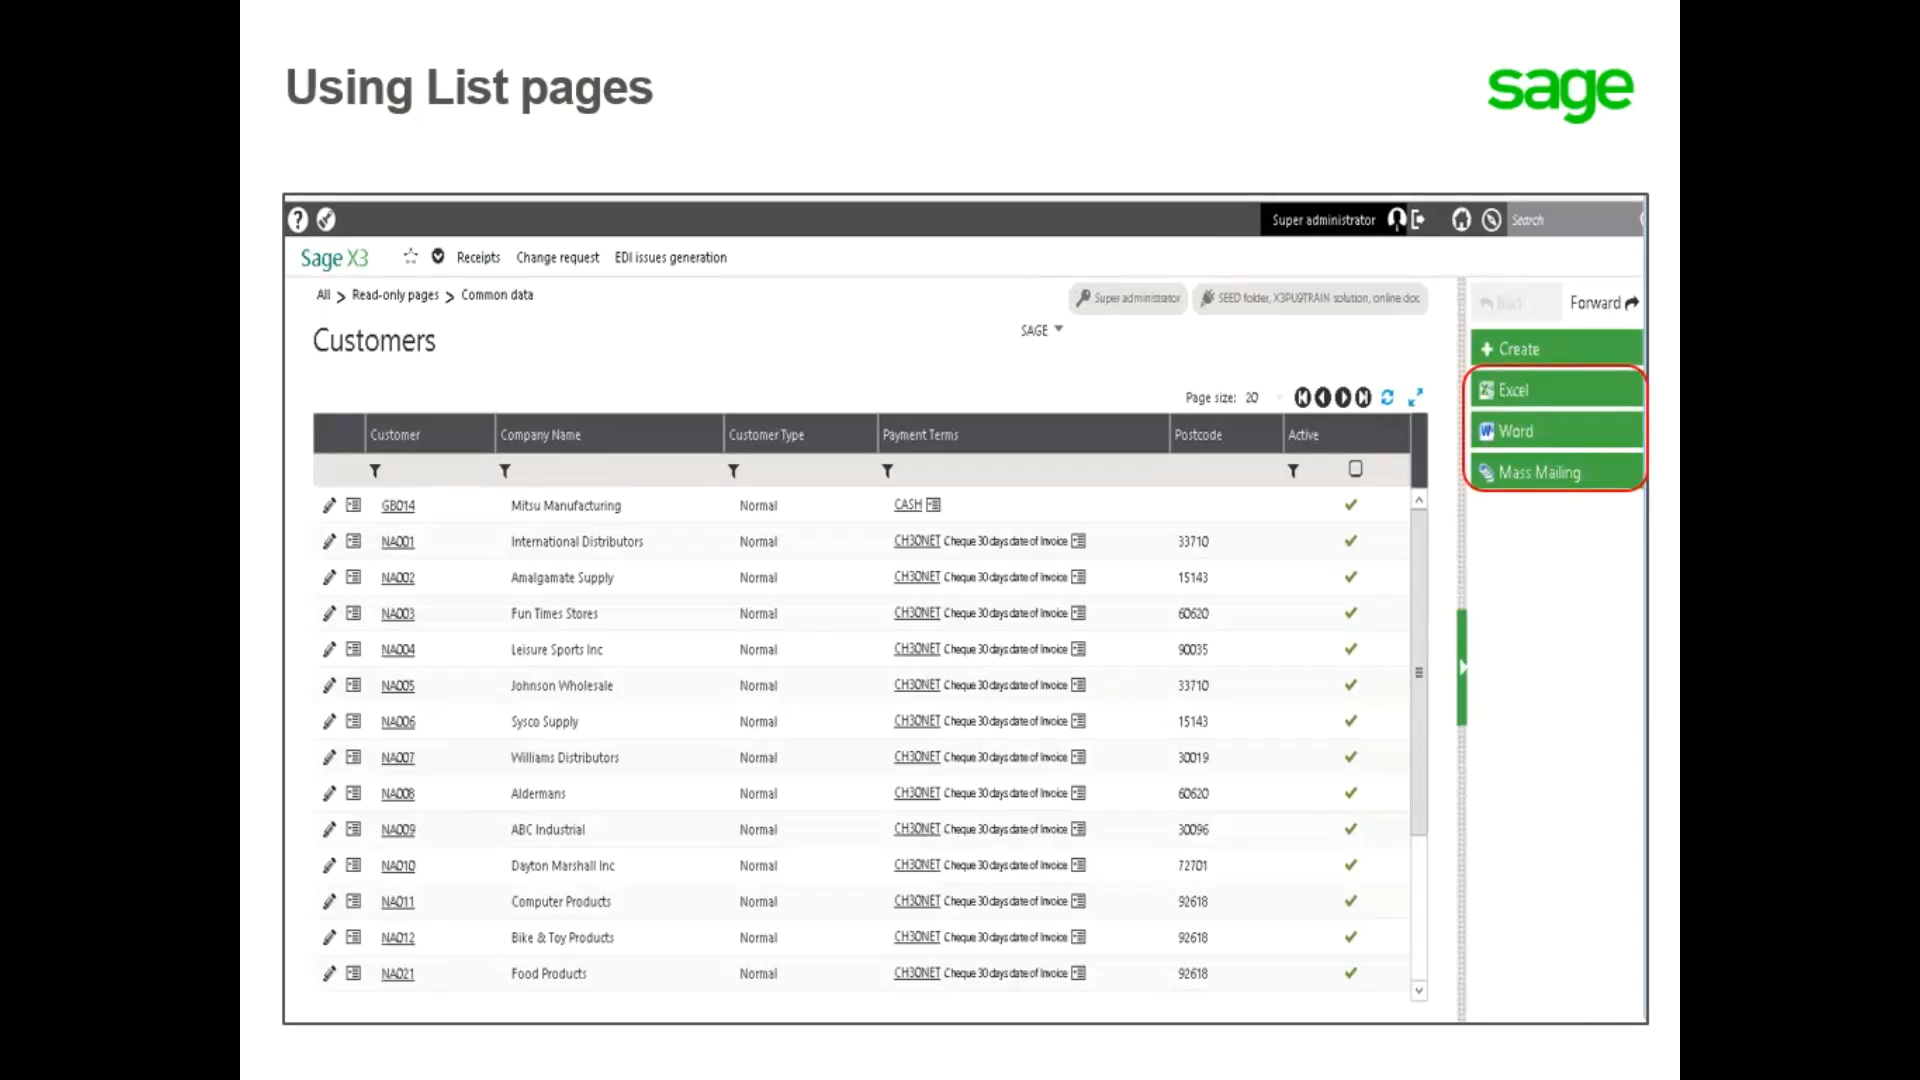 Using List pages
sage
Super administrator
Search
Sage X3
Receipts
Change request
EDI issues generation
All > Read-only pages > Common data
Super administrator
SEED folder, X3PU9TRAIN solution, online doc
Back
Forward
SAGE
Customers
Create
Excel
Word
Mass Mailing
Page size: 20
Customer Company Name Customer Type Payment Terms Postcode Active
GB014 Mitsu Manufacturing Normal CASH
NA001 International Distributors Normal CH30NET Cheque 30 days date of Invoice 33710
NA002 Amalgamate Supply Normal CH30NET Cheque 30 days date of Invoice 15143
NA003 Fun Times Stores Normal CH30NET Cheque 30 days date of Invoice 60620
NA004 Leisure Sports Inc Normal CH30NET Cheque 30 days date of Invoice 90035
NA005 Johnson Wholesale Normal CH30NET Cheque 30 days date of Invoice 33710
NA006 Sysco Supply Normal CH30NET Cheque 30 days date of Invoice 15143
NA007 Williams Distributors Normal CH30NET Cheque 30 days date of Invoice 30019
NA008 Aldermans Normal CH30NET Cheque 30 days date of Invoice 60620
NA009 ABC Industrial Normal CH30NET Cheque 30 days date of Invoice 30096
NA010 Dayton Marshall Inc Normal CH30NET Cheque 30 days date of Invoice 72701
NA011 Computer Products Normal CH30NET Cheque 30 days date of Invoice 92618
NA012 Bike & Toy Products Normal CH30NET Cheque 30 days date of Invoice 92618
NA021 Food Products Normal CH30NET Cheque 30 days date of Invoice 92618